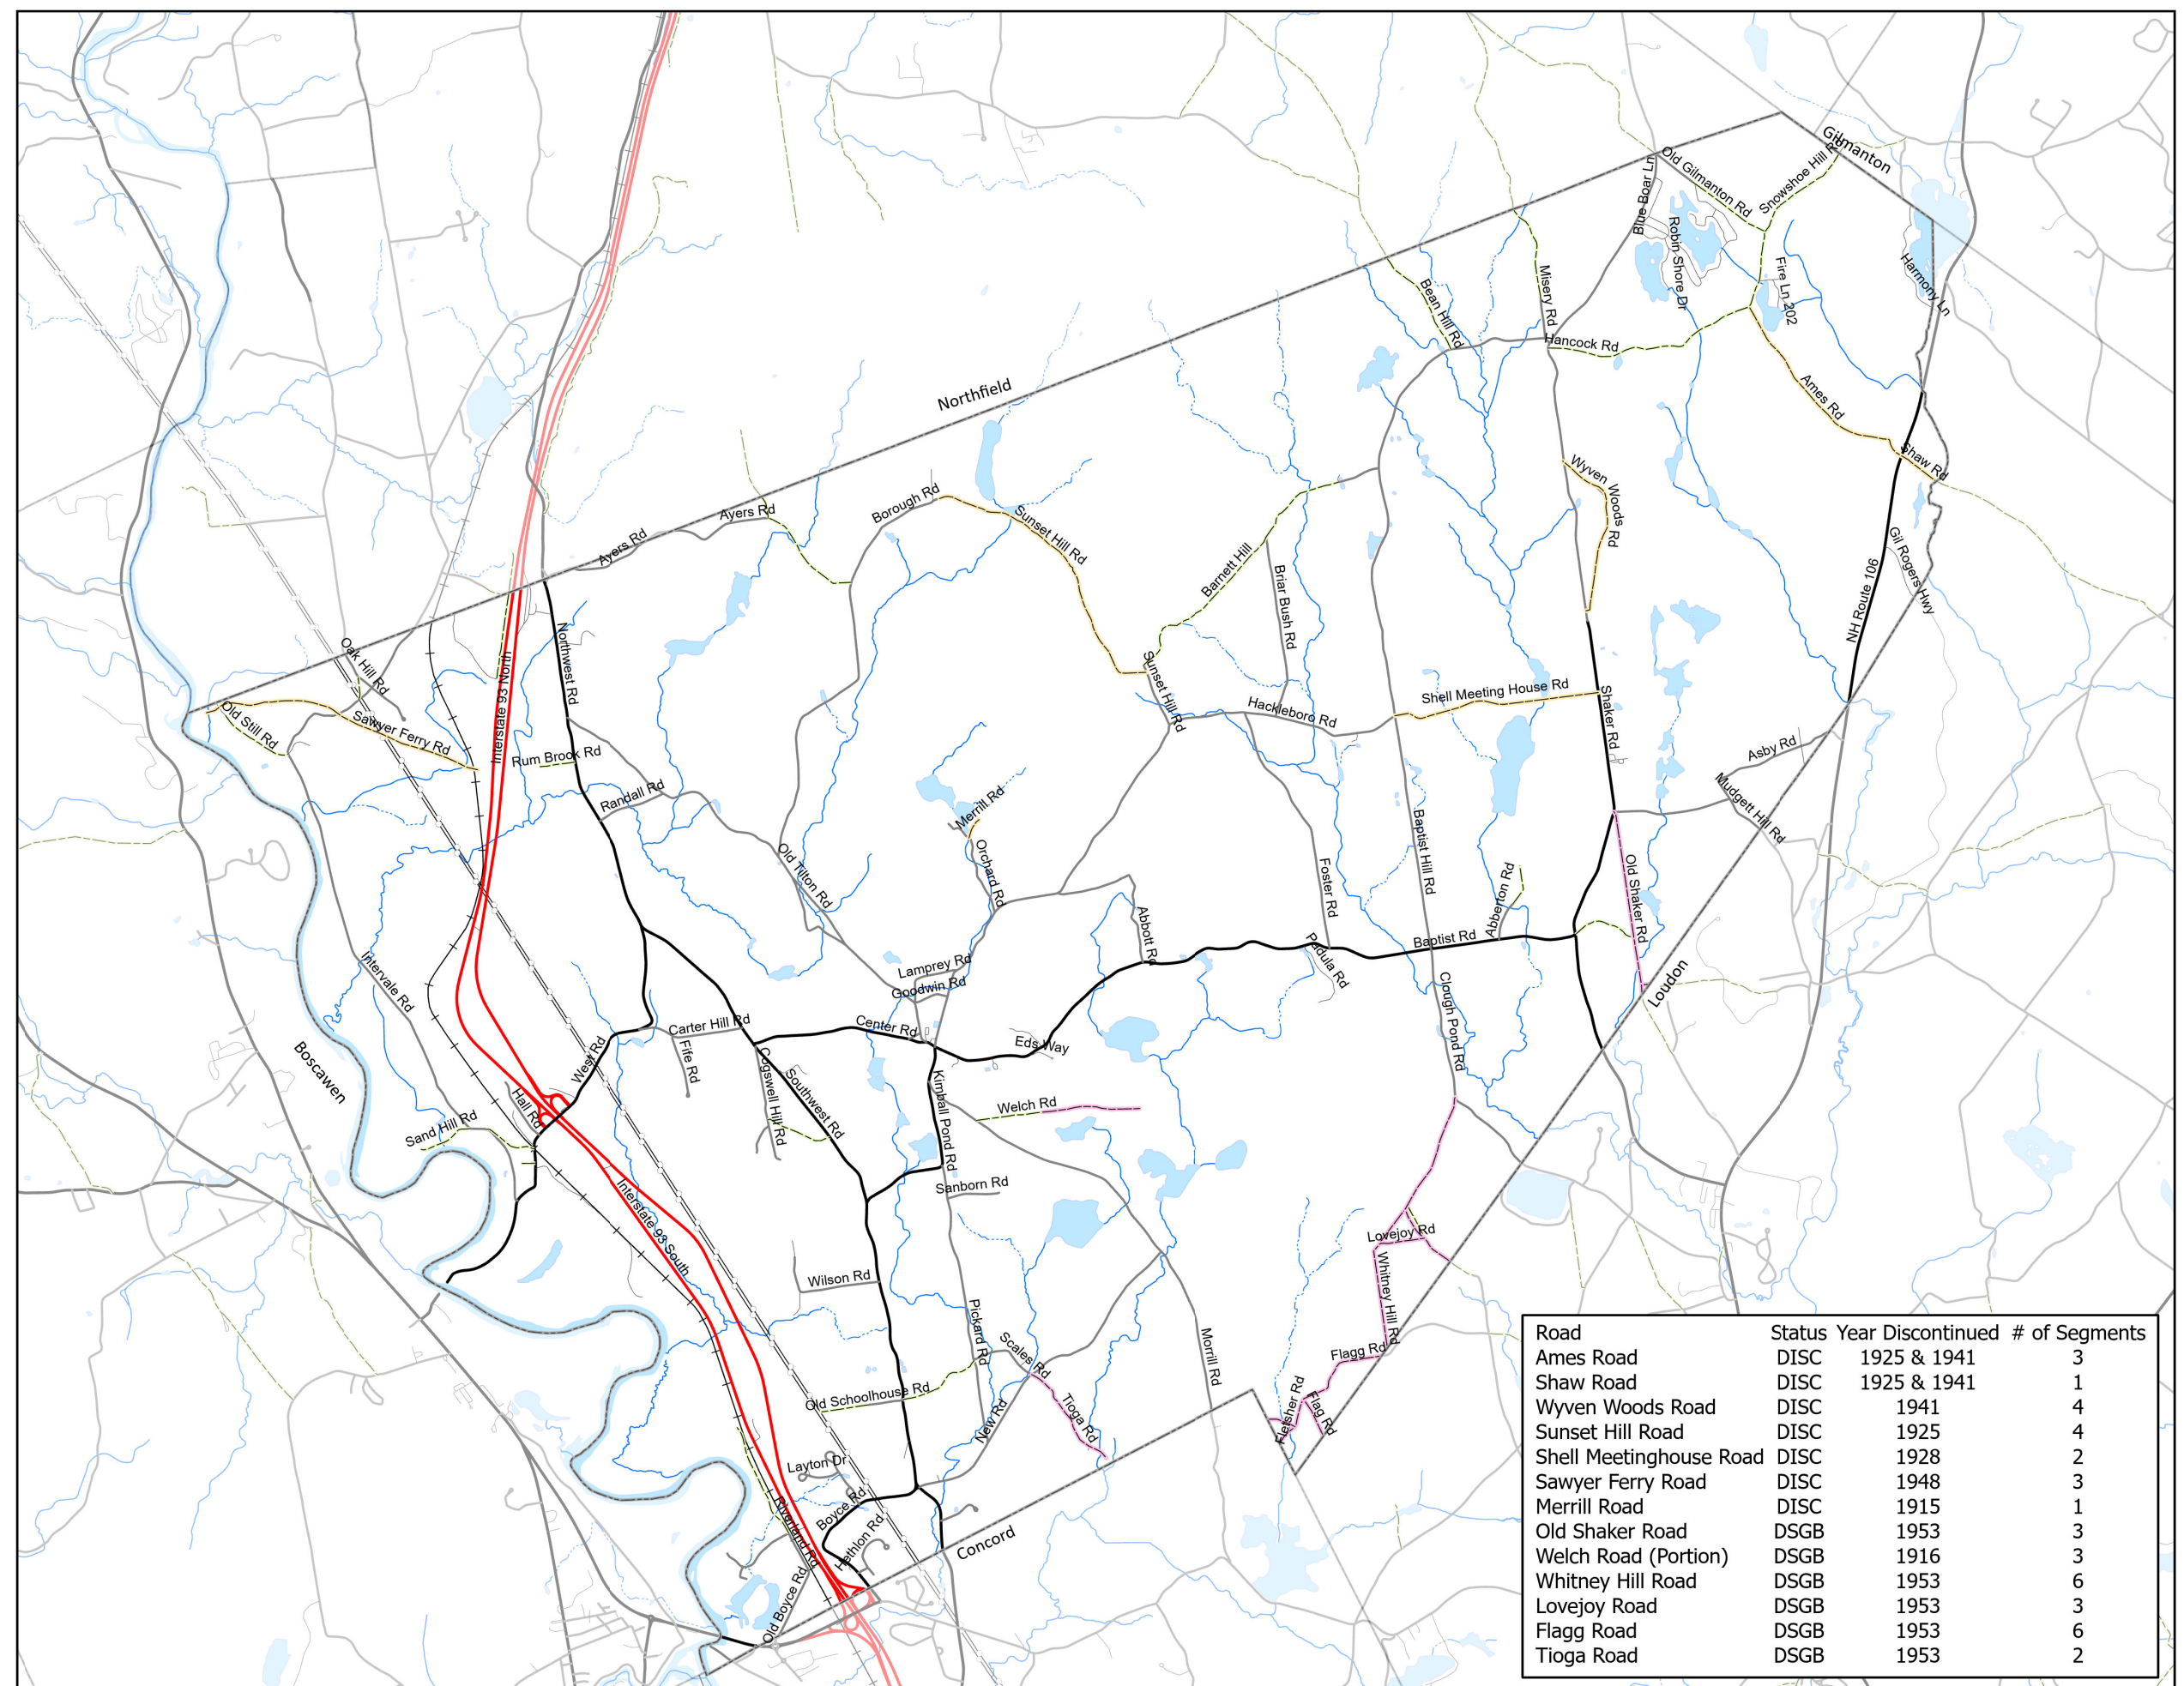 Gilmanton
Old Gilmanton Rd
Snowshoe Hill Rd
Blue Boar Ln
Robin Shore Dr
Fire Ln 202
Harmony Ln
Misery Rd
Bean Hill Rd
Hancock Rd
Northfield
Ames Rd
Shaw Rd
Wyven Woods Rd
Borough Rd
Ayers Rd
Ayers Rd
Sunset Hill Rd
Barnett Hill
Briar Bush Rd
Gil Rogers Hwy
NH Route 106
Oak Hill Rd
Northwest Rd
Interstate 93 North
Sunset Hill Rd
Hackleboro Rd
Shell Meeting House Rd
Shaker Rd
Old Still Rd
Sawyer Ferry Rd
Rum Brook Rd
Asby Rd
Mudgett Hill Rd
Randall Rd
Merrill Rd
Orchard Rd
Old Tilton Rd
Baptist Hill Rd
Foster Rd
Abberton Rd
Old Shaker Rd
Abbott Rd
Baptist Rd
Padula Rd
Lamprey Rd
Goodwin Rd
Intervale Rd
Loudon
Clough Pond Rd
Carter Hill Rd
Center Rd
Eds Way
Boscawen
West Rd
Fife Rd
Cogswell Hill Rd
Southwest Rd
Kimball Pond Rd
Welch Rd
Hall Rd
Sand Hill Rd
Sanborn Rd
Interstate 93 South
Lovejoy Rd
Whitney Hill Rd
Wilson Rd
Pickard Rd
Scales Rd
Morrill Rd
Flagg Rd
Old Schoolhouse Rd
Tioga Rd
New Rd
Fletsher Rd
Flag Rd
Layton Dr
Boyce Rd
Riverland Rd
Hethlon Rd
Concord
Old Boyce Rd
Road Status Year Discontinued # of Segments
Ames Road DISC 1925 & 1941 3
Shaw Road DISC 1925 & 1941 1
Wyven Woods Road DISC 1941 4
Sunset Hill Road DISC 1925 4
Shell Meetinghouse Road DISC 1928 2
Sawyer Ferry Road DISC 1948 3
Merrill Road DISC 1915 1
Old Shaker Road DSGB 1953 3
Welch Road (Portion) DSGB 1916 3
Whitney Hill Road DSGB 1953 6
Lovejoy Road DSGB 1953 3
Flagg Road DSGB 1953 6
Tioga Road DSGB 1953 2